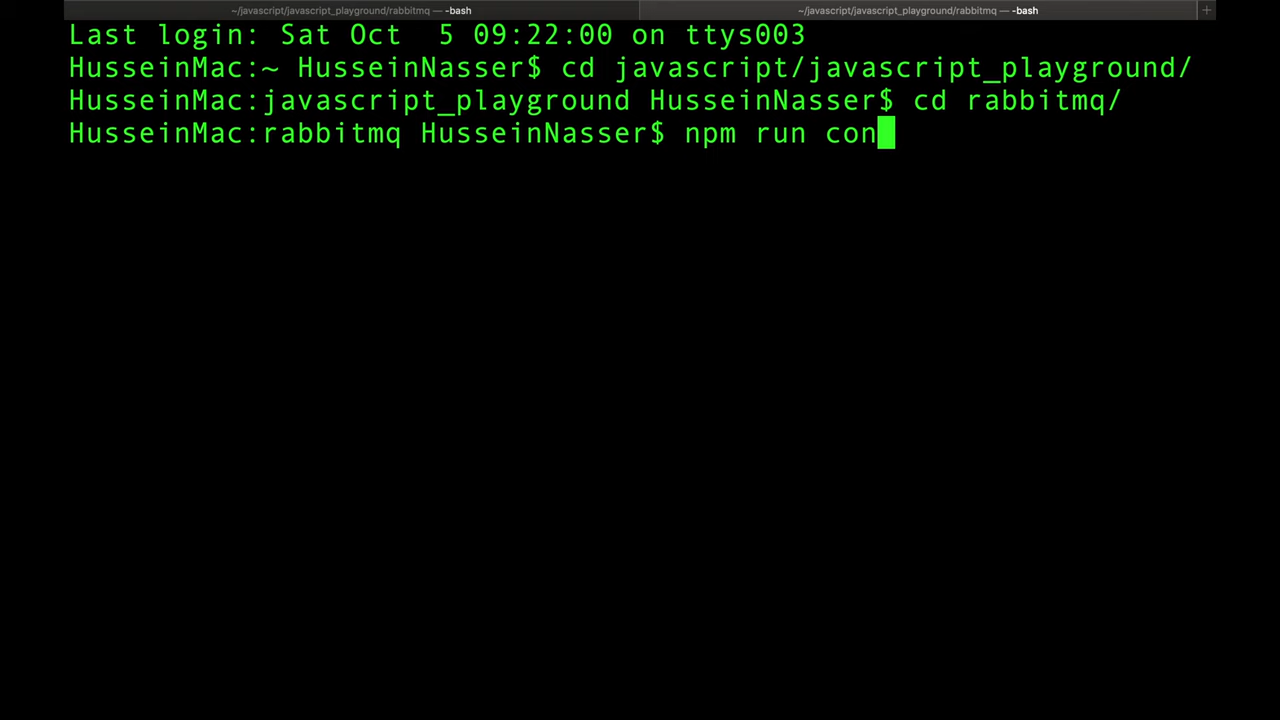 ~/javascript/javascript_playground/rabbitmq — -bash
~/javascript/javascript_playground/rabbitmq — -bash
+
Last login: Sat Oct  5 09:22:00 on ttys003
HusseinMac:~ HusseinNasser$ cd javascript/javascript_playground/
HusseinMac:javascript_playground HusseinNasser$ cd rabbitmq/
HusseinMac:rabbitmq HusseinNasser$ npm run con